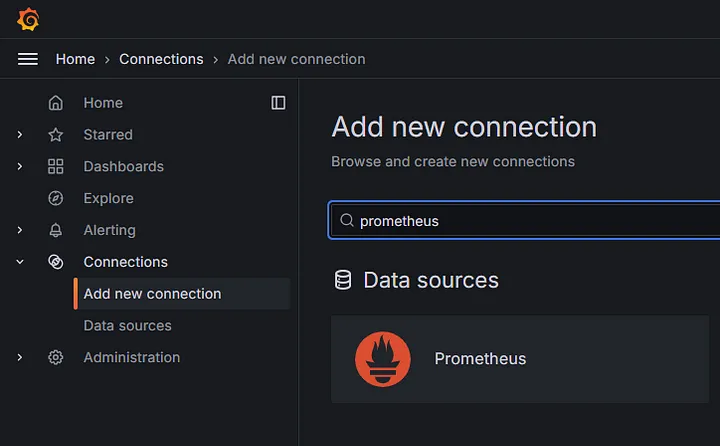 Home › Connections › Add new connection
Home
Starred
Dashboards
Explore
Alerting
Connections
Add new connection
Data sources
Administration
Add new connection
Browse and create new connections
prometheus
Data sources
Prometheus